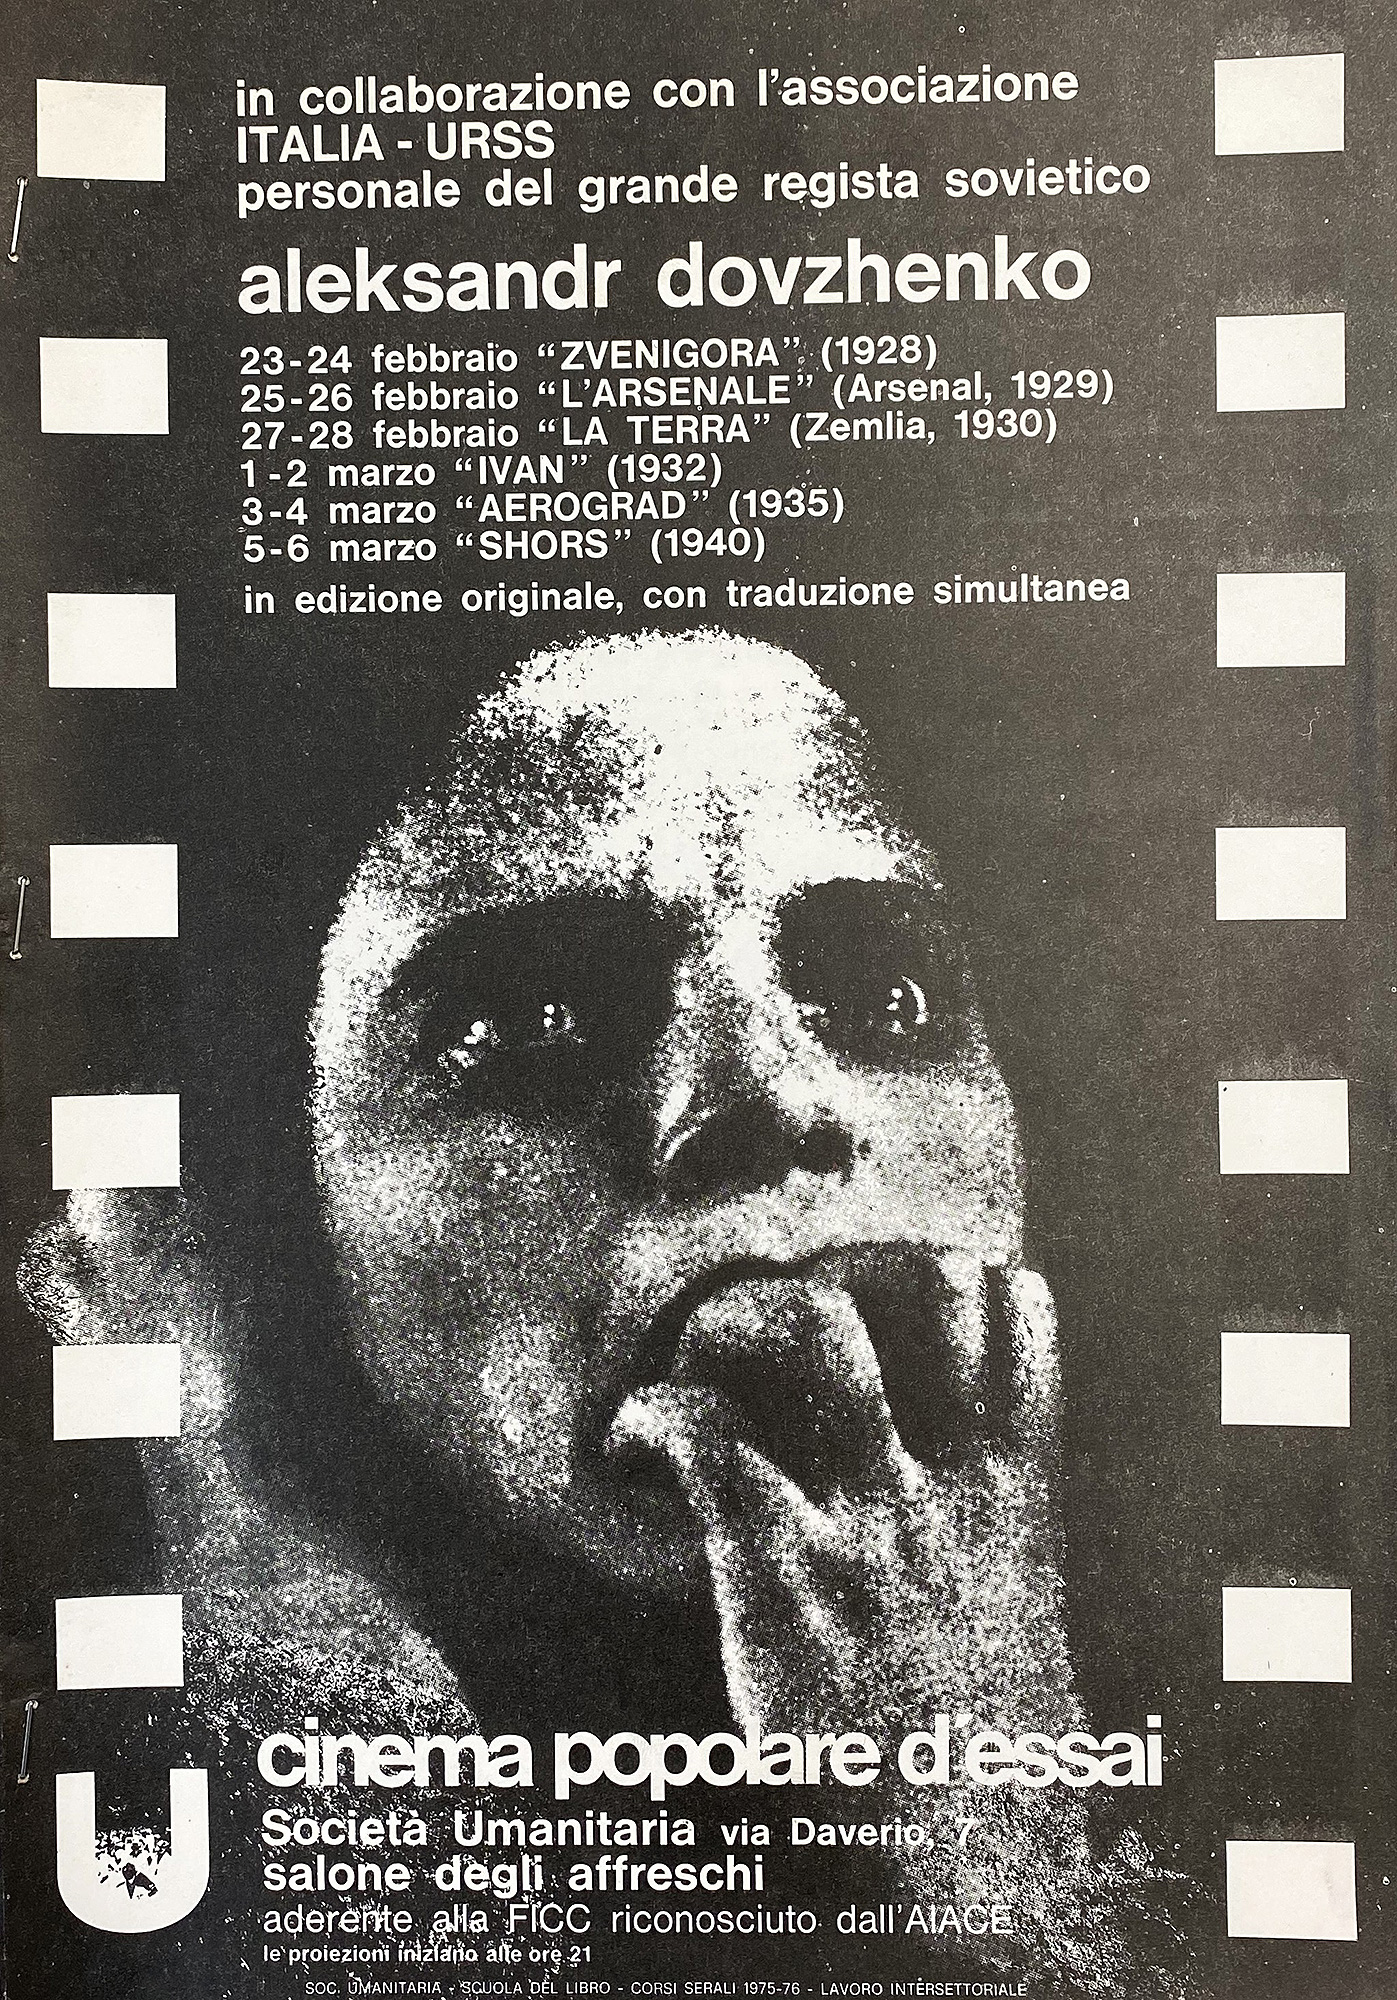 in collaborazione con l'associazione
ITALIA - URSS
personale del grande regista sovietico
aleksandr dovzhenko
23-24 febbraio “ZVENIGORA” (1928)
25-26 febbraio “L'ARSENALE” (Arsenal, 1929)
27-28 febbraio “LA TERRA” (Zemlia, 1930)
1-2 marzo “IVAN” (1932)
3-4 marzo “AEROGRAD” (1935)
5-6 marzo “SHORS” (1940)
in edizione originale, con traduzione simultanea
cinema popolare d'essai
U
Società Umanitaria via Daverio, 7
salone degli affreschi
aderente alla FICC riconosciuto dall'AIACE
le proiezioni iniziano alle ore 21
SOC. UMANITARIA - SCUOLA DEL LIBRO - CORSI SERALI 1975-76 - LAVORO INTERSETTORIALE